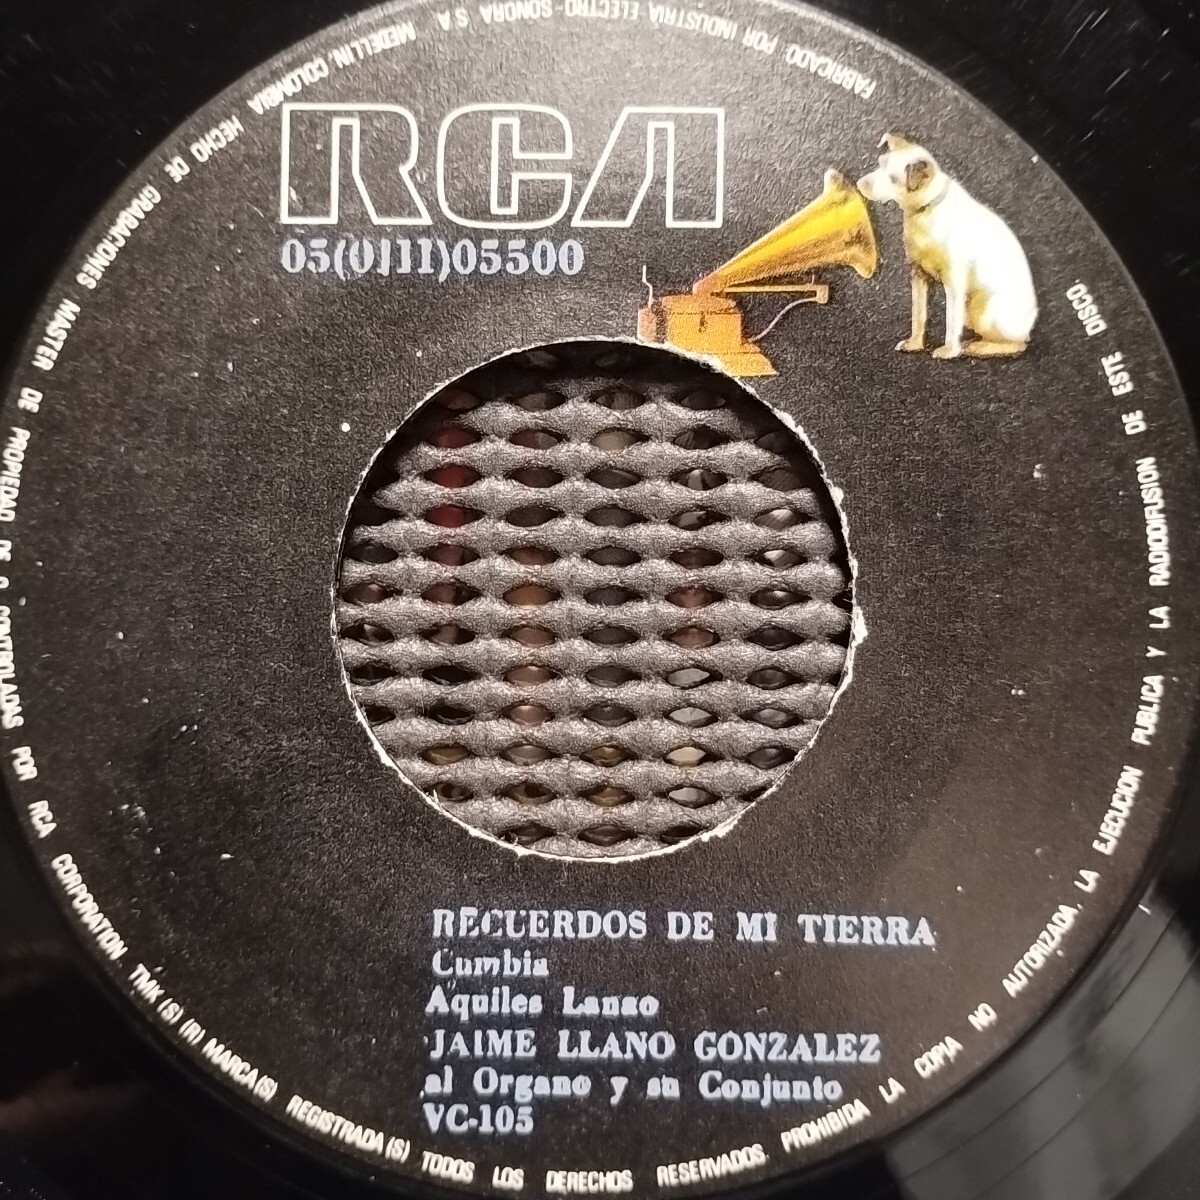 RCA
05(0111)05500
RECUERDOS DE MI TIERRA
Cumbia
Aquiles Lanao
JAIME LLANO GONZALEZ
al Organo y su Conjunto
VC-105
FABRICADO POR INDUSTRIA ELECTRO-SONORA S A MEDELLIN, COLOMBIA HECHO DE GRABACIONES MASTER DE PROPIEDAD DE O CONTROLADAS POR RCA CORPORATION TMK (S) (R) MARCA(S) REGISTRADA(S) TODOS LOS DERECHOS RESERVADOS. PROHIBIDA LA COPIA NO AUTORIZADA, LA EJECUCION PUBLICA Y LA RADIODIFUSION DE ESTE DISCO.